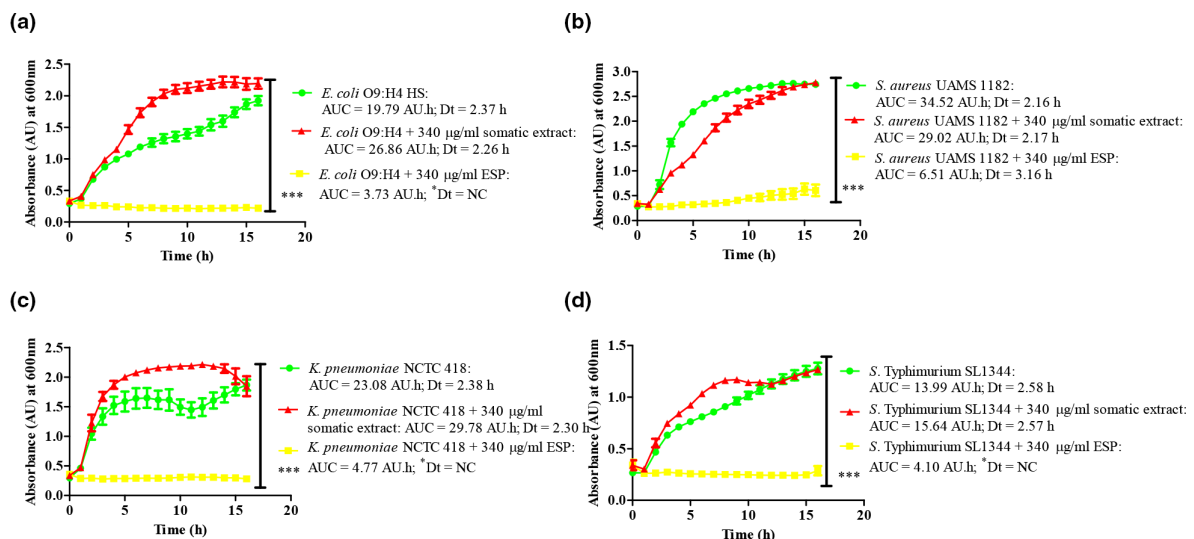 (a)
Absorbance (AU) at 600nm
2.5
2.0
1.5
1.0
0.5
0.0
0
5
10
15
20
Time (h)
E. coli O9:H4 HS:
AUC = 19.79 AU.h; Dt = 2.37 h
E. coli O9:H4 + 340 μg/ml somatic extract:
AUC = 26.86 AU.h; Dt = 2.26 h
E. coli O9:H4 + 340 μg/ml ESP:
AUC = 3.73 AU.h; *Dt = NC
***
(b)
Absorbance (AU) at 600nm
3.0
2.5
2.0
1.5
1.0
0.5
0.0
0
5
10
15
20
Time (h)
S. aureus UAMS 1182:
AUC = 34.52 AU.h; Dt = 2.16 h
S. aureus UAMS 1182 + 340 μg/ml somatic extract:
AUC = 29.02 AU.h; Dt = 2.17 h
S. aureus UAMS 1182 + 340 μg/ml ESP:
AUC = 6.51 AU.h; Dt = 3.16 h
***
(c)
Absorbance (AU) at 600nm
2.5
2.0
1.5
1.0
0.5
0.0
0
5
10
15
20
Time (h)
K. pneumoniae NCTC 418:
AUC = 23.08 AU.h; Dt = 2.38 h
K. pneumoniae NCTC 418 + 340 μg/ml
somatic extract: AUC = 29.78 AU.h; Dt = 2.30 h
K. pneumoniae NCTC 418 + 340 μg/ml ESP:
AUC = 4.77 AU.h; *Dt = NC
***
(d)
Absorbance (AU) at 600nm
1.5
1.0
0.5
0.0
0
5
10
15
20
Time (h)
S. Typhimurium SL1344:
AUC = 13.99 AU.h; Dt = 2.58 h
S. Typhimurium SL1344 + 340 μg/ml somatic extract:
AUC = 15.64 AU.h; Dt = 2.57 h
S. Typhimurium SL1344 + 340 μg/ml ESP:
AUC = 4.10 AU.h; *Dt = NC
***